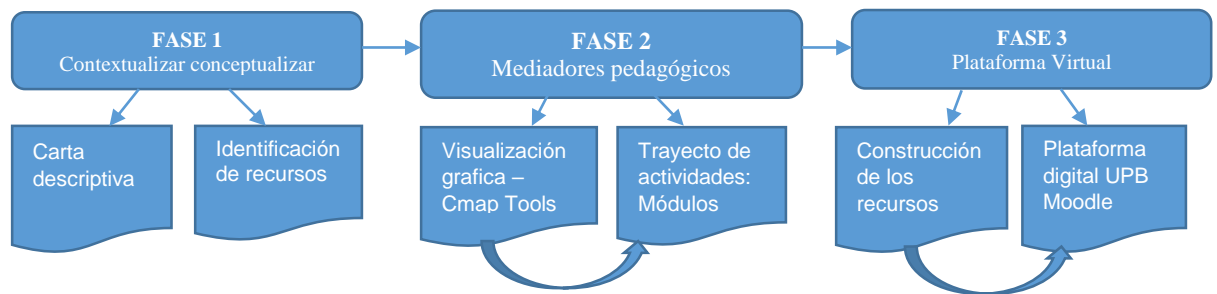 FASE 1
Contextualizar conceptualizar
FASE 2
Mediadores pedagógicos
FASE 3
Plataforma Virtual
Carta
descriptiva
Identificación
de recursos
Visualización
grafica –
Cmap Tools
Trayecto de
actividades:
Módulos
Construcción
de los
recursos
Plataforma
digital UPB
Moodle